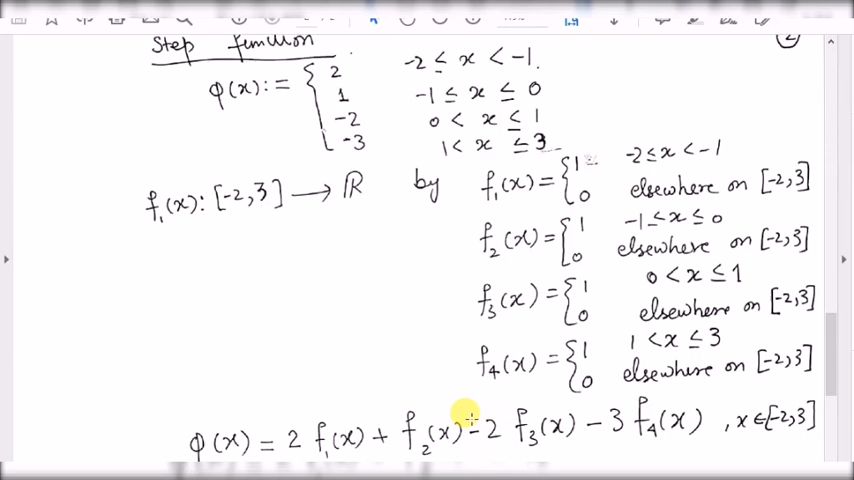 ②
Step function
φ(x) := { 2 -2 ≤ x < -1.
1 -1 ≤ x ≤ 0
-2 0 < x ≤ 1
-3 1 < x ≤ 3
f₁(x): [-2,3] ⟶ ℝ by f₁(x) = { 1 -2 ≤ x < -1
0 elsewhere on [-2,3]
f₂(x) = { 1 -1 ≤ x ≤ 0
0 elsewhere on [-2,3]
f₃(x) = { 1 0 < x ≤ 1
0 elsewhere on [-2,3]
f₄(x) = { 1 1 < x ≤ 3
0 elsewhere on [-2,3]
φ(x) = 2 f₁(x) + f₂(x) - 2 f₃(x) - 3 f₄(x) , x ∈ [-2,3]